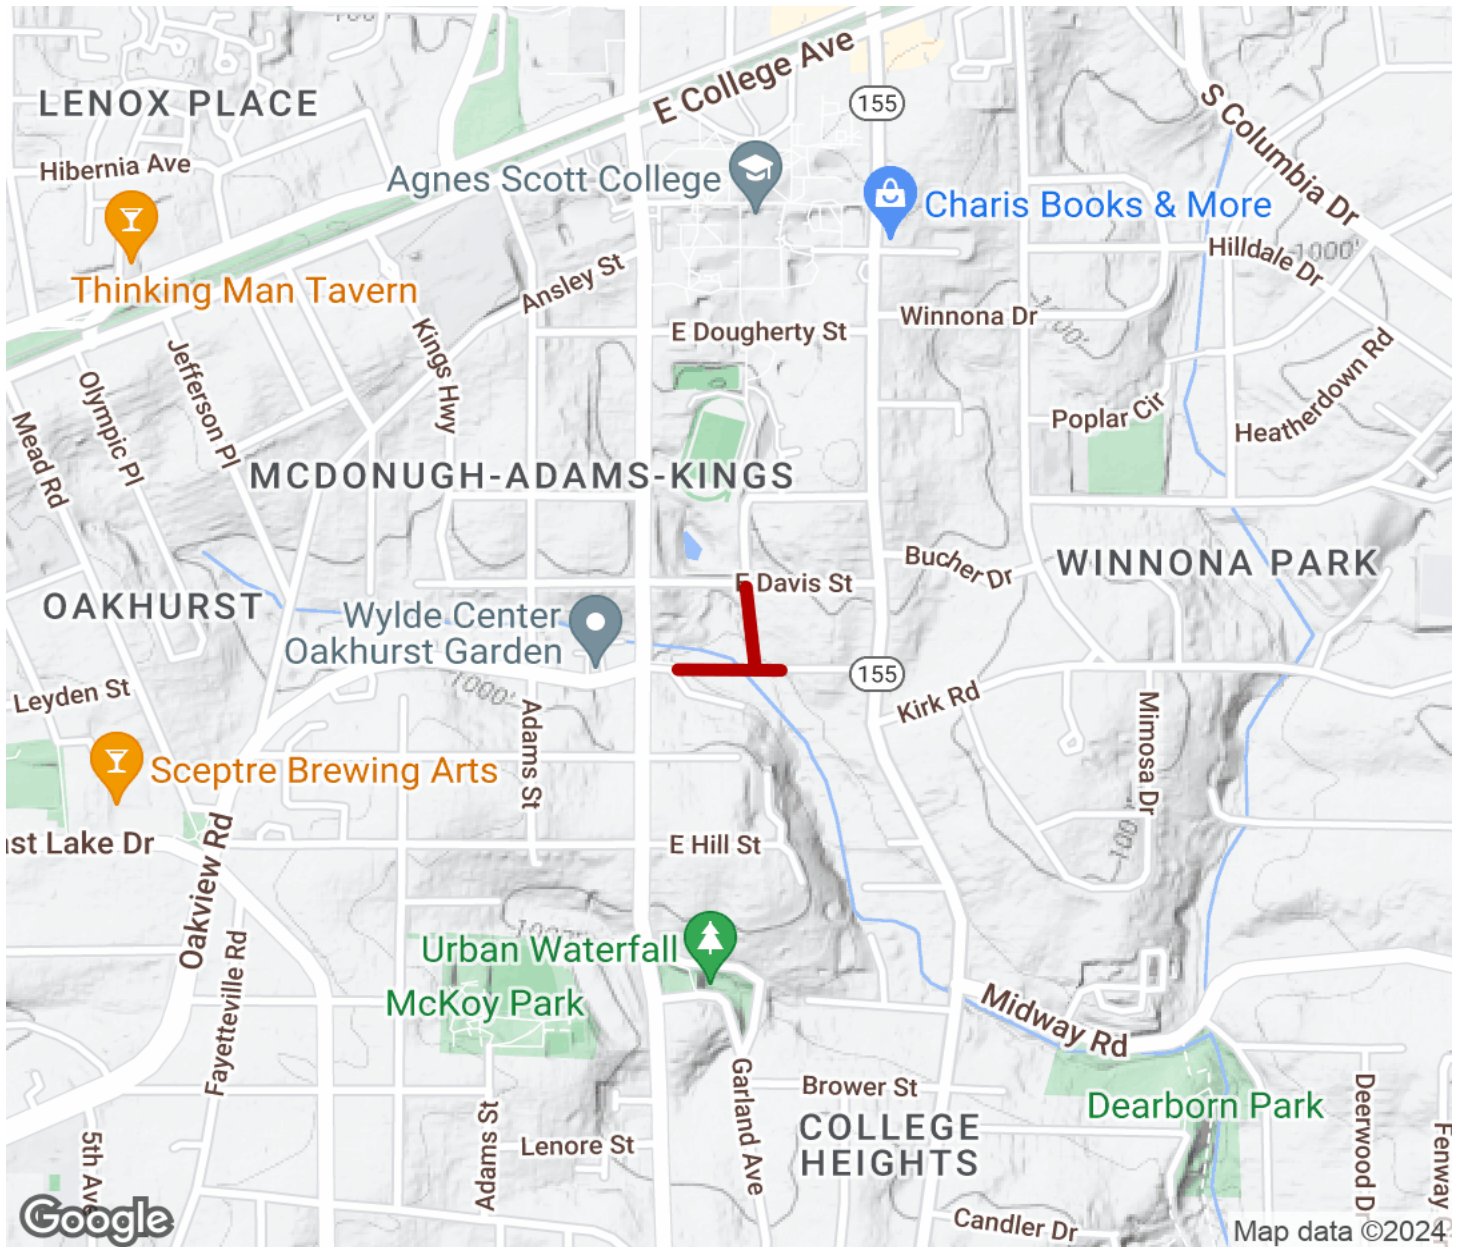 100
E College Ave
LENOX PLACE
155
S Columbia Dr
Hibernia Ave
Agnes Scott College
Charis Books & More
1000'
Hilldale Dr
Thinking Man Tavern
Ansley St
Winnona Dr
1000'
E Dougherty St
Kings Hwy
Jefferson Pl
Olympic Pl
Mead Rd
Heatherdown Rd
Poplar Cir
MCDONUGH-ADAMS-KINGS
Bucher Dr
WINNONA PARK
E Davis St
OAKHURST
Wylde Center
Oakhurst Garden
155
1000'
Leyden St
Kirk Rd
Adams St
Mimosa Dr
Sceptre Brewing Arts
ast Lake Dr
E Hill St
Oakview Rd
Fayetteville Rd
Urban Waterfall
McKoy Park
Midway Rd
Garland Ave
Brower St
Dearborn Park
COLLEGE
HEIGHTS
Deerwood Dr
Fenway
5th Ave
Adams St
Lenore St
Candler Dr
Google
Map data ©2024